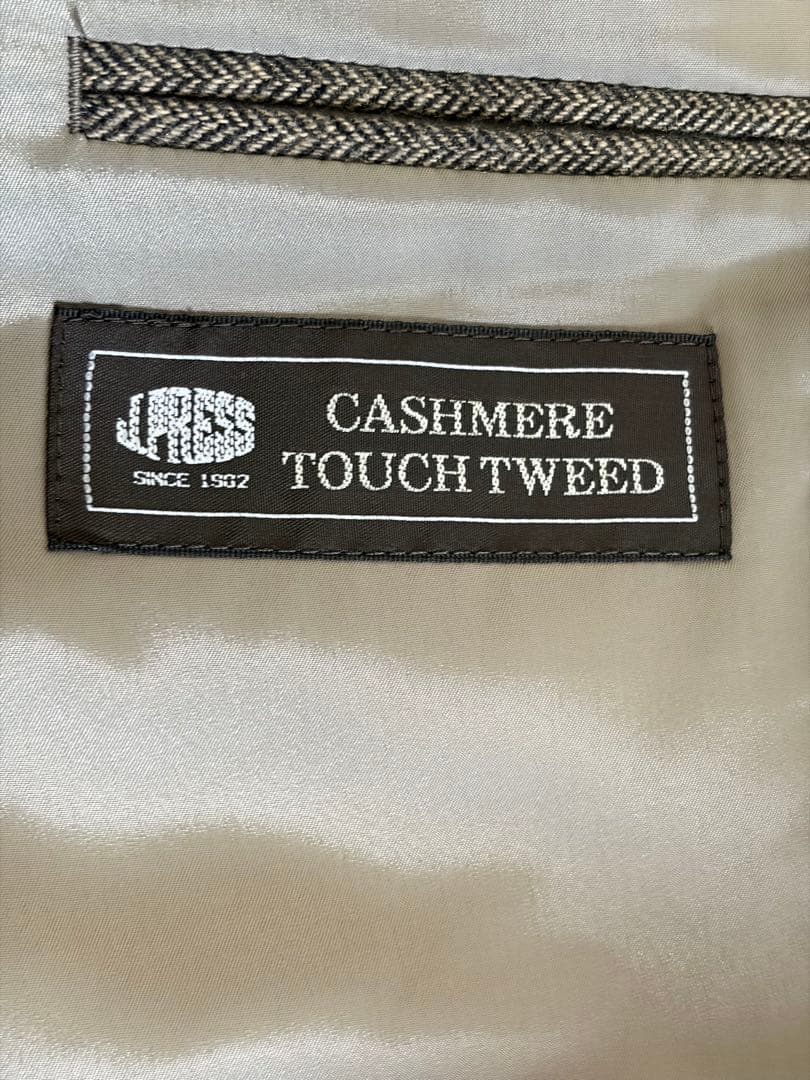 J.PRESS
SINCE 1902
CASHMERE
TOUCH TWEED